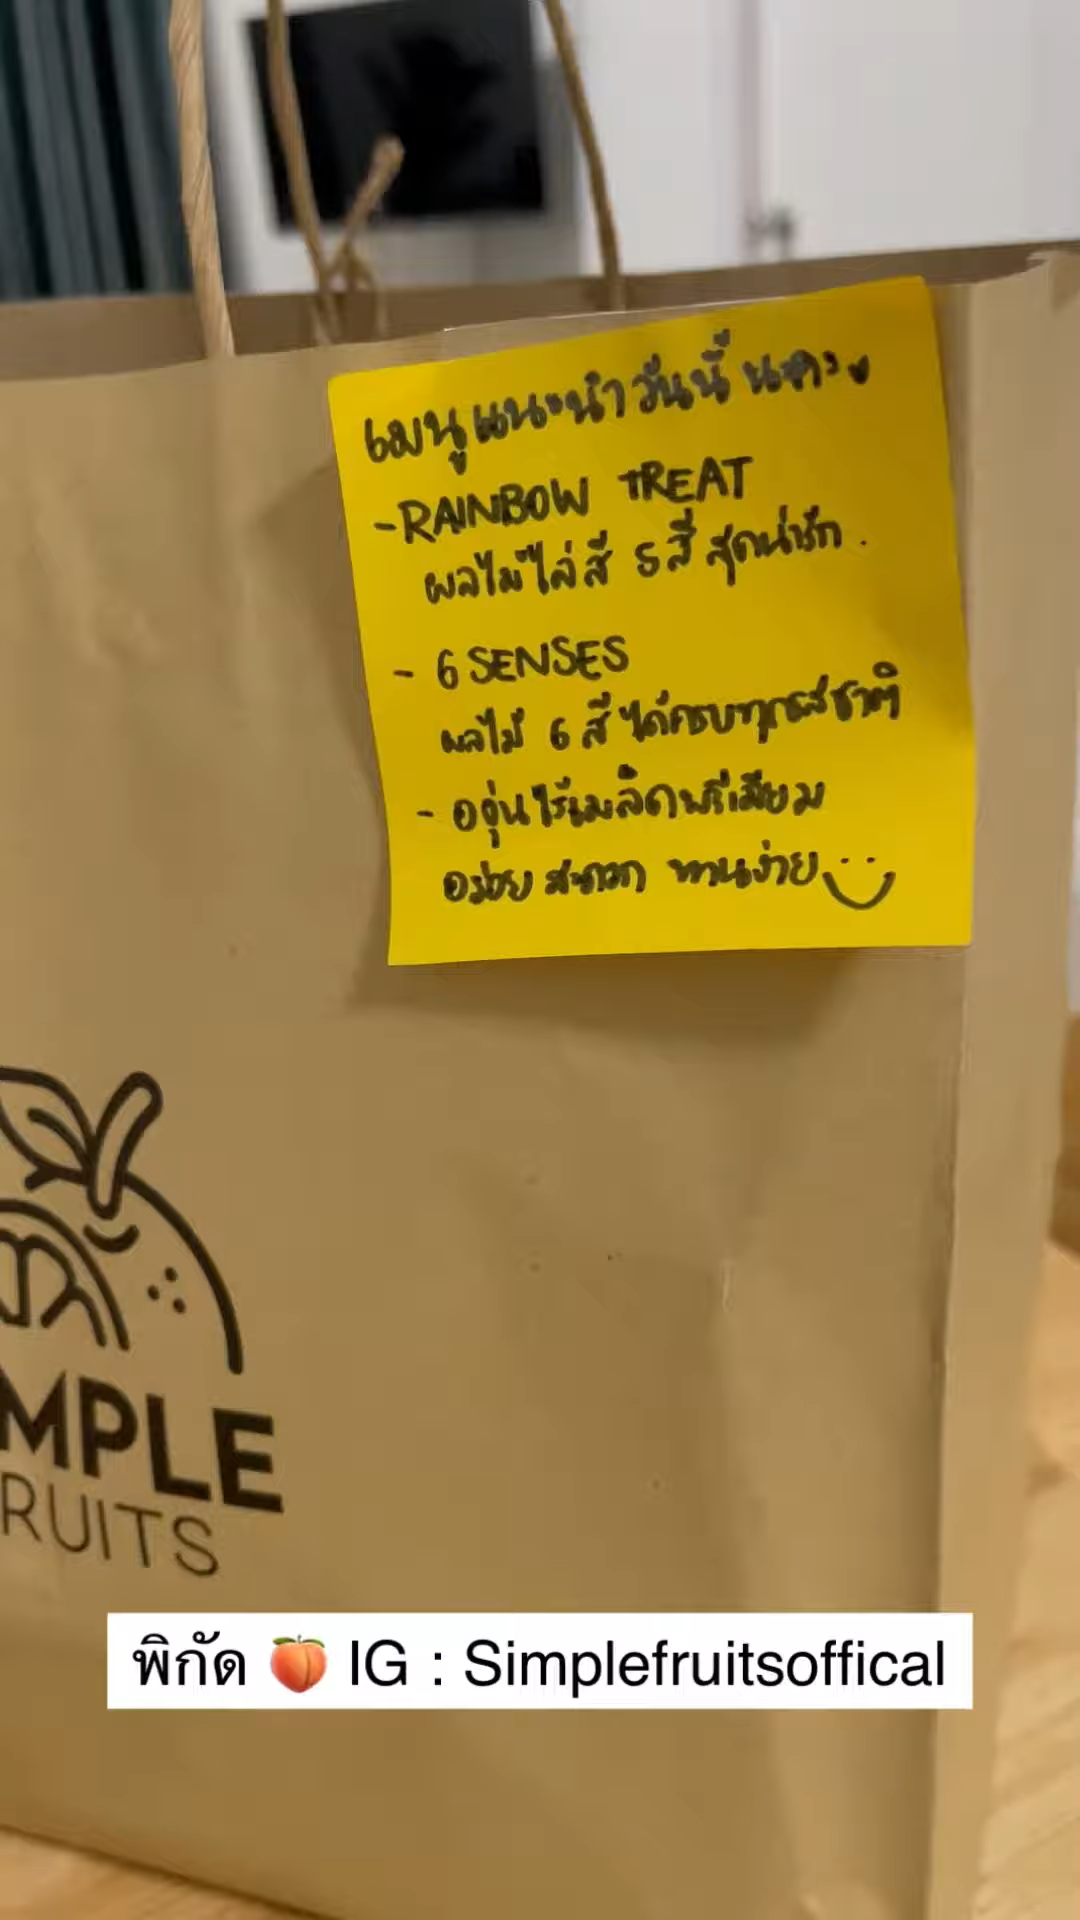 เมนูแนะนำวันนี้ นะคะ
- RAINBOW TREAT
ผลไม้ไล่สี 5 สี สุดน่ารัก.
- 6 SENSES
ผลไม้ 6 สี ได้ครบทุกรสชาติ
- องุ่นไร้เมล็ดพรีเมียม
อร่อย สะดวก ทานง่าย
MPLE
RUITS
พิกัด 🍑 IG : Simplefruitsoffical